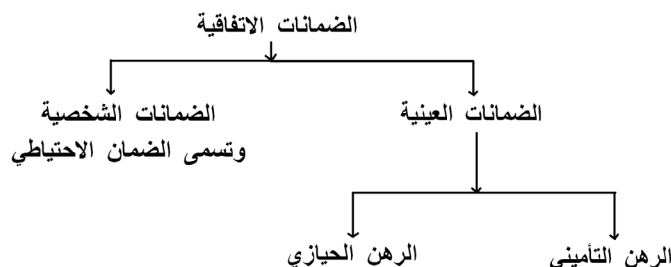 الضمانات الاتفاقية
الضمانات العينية
الضمانات الشخصية
وتسمى الضمان الاحتياطي
الرهن التأميني
الرهن الحيازي